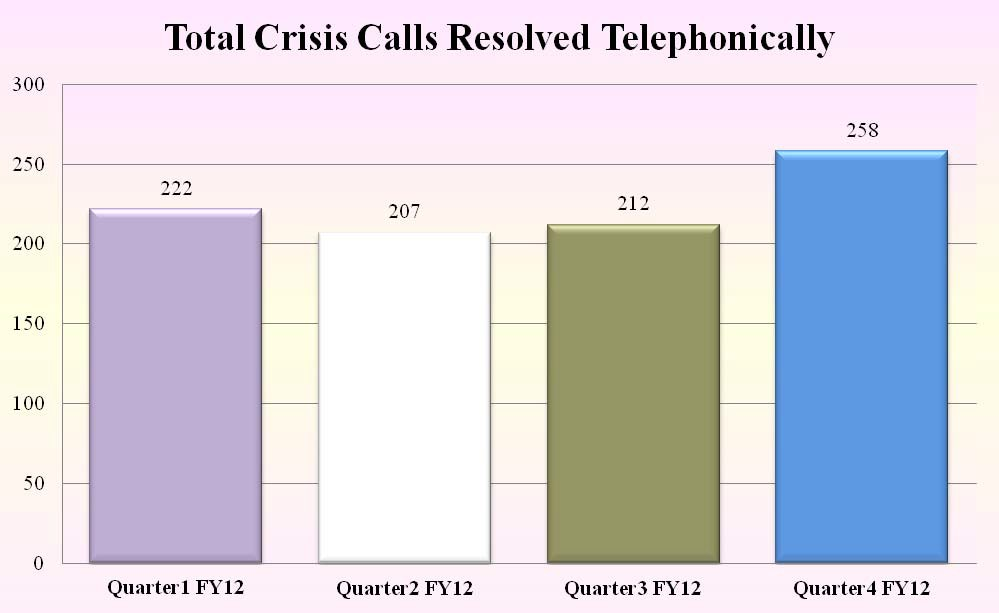 Total Crisis Calls Resolved Telephonically
300
250
200
150
100
50
0
222
207
212
258
Quarter1 FY12
Quarter2 FY12
Quarter3 FY12
Quarter4 FY12